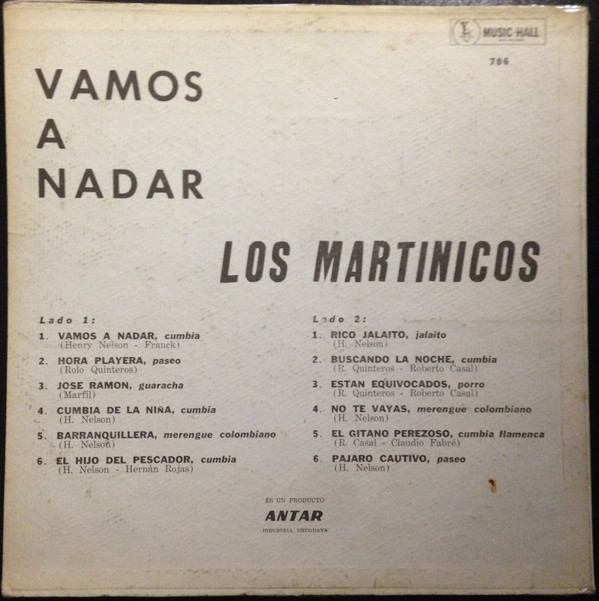 MUSIC-HALL
706
VAMOS
A
NADAR
LOS MARTINICOS
Lado 1:
1. VAMOS A NADAR, cumbia
(Henry Nelson - Franck)
2. HORA PLAYERA, paseo
(Rolo Quinteros)
3. JOSE RAMON, guaracha
(Marfil)
4. CUMBIA DE LA NIÑA, cumbia
(H. Nelson)
5. BARRANQUILLERA, merengue colombiano
(H. Nelson)
6. EL HIJO DEL PESCADOR, cumbia
(H. Nelson - Hernán Rojas)
Lado 2:
1. RICO JALAITO, jalaito
(H. Nelson)
2. BUSCANDO LA NOCHE, cumbia
(R. Quinteros - Roberto Casal)
3. ESTAN EQUIVOCADOS, porro
(R. Quinteros - Roberto Casal)
4. NO TE VAYAS, merengue colombiano
(H. Nelson)
5. EL GITANO PEREZOSO, cumbia flamenca
(R. Casal - Claudio Fabré)
6. PAJARO CAUTIVO, paseo
(H. Nelson)
ES UN PRODUCTO
ANTAR
INDUSTRIA URUGUAYA